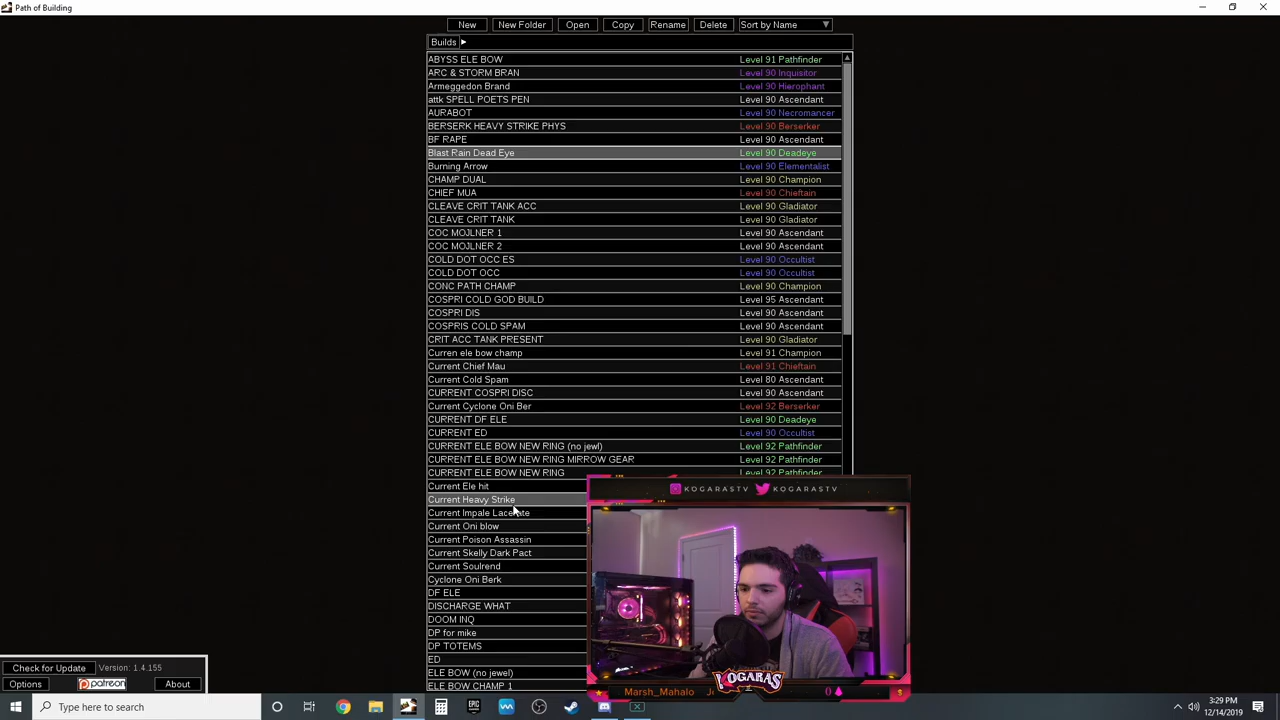 Path of Building
New New Folder Open Copy Rename Delete Sort by Name
Builds
ABYSS ELE BOW Level 91 Pathfinder
ARC & STORM BRAN Level 90 Inquisitor
Armeggedon Brand Level 90 Hierophant
attk SPELL POETS PEN Level 90 Ascendant
AURABOT Level 90 Necromancer
BERSERK HEAVY STRIKE PHYS Level 90 Berserker
BF RAPE Level 90 Ascendant
Blast Rain Dead Eye Level 90 Deadeye
Burning Arrow Level 90 Elementalist
CHAMP DUAL Level 90 Champion
CHIEF MUA Level 90 Chieftain
CLEAVE CRIT TANK ACC Level 90 Gladiator
CLEAVE CRIT TANK Level 90 Gladiator
COC MOJLNER 1 Level 90 Ascendant
COC MOJLNER 2 Level 90 Ascendant
COLD DOT OCC ES Level 90 Occultist
COLD DOT OCC Level 90 Occultist
CONC PATH CHAMP Level 90 Champion
COSPRI COLD GOD BUILD Level 95 Ascendant
COSPRI DIS Level 90 Ascendant
COSPRIS COLD SPAM Level 90 Ascendant
CRIT ACC TANK PRESENT Level 90 Gladiator
Curren ele bow champ Level 91 Champion
Current Chief Mau Level 91 Chieftain
Current Cold Spam Level 80 Ascendant
CURRENT COSPRI DISC Level 90 Ascendant
Current Cyclone Oni Ber Level 92 Berserker
CURRENT DF ELE Level 90 Deadeye
CURRENT ED Level 90 Occultist
CURRENT ELE BOW NEW RING (no jewl) Level 92 Pathfinder
CURRENT ELE BOW NEW RING MIRROW GEAR Level 92 Pathfinder
CURRENT ELE BOW NEW RING Level 92 Pathfinder
Current Ele hit
Current Heavy Strike
Current Impale Lacerate
Current Oni blow
Current Poison Assassin
Current Skelly Dark Pact
Current Soulrend
Cyclone Oni Berk
DF ELE
DISCHARGE WHAT
DOOM INQ
DP for mike
DP TOTEMS
ED
ELE BOW (no jewel)
ELE BOW CHAMP 1
KOGARASTV KOGARASTV
KOGARAS
Marsh_Mahalo 0
Check for Update Version: 1.4.155
Options patreon About
Type here to search
EPIC
3:29 PM
12/14/2019